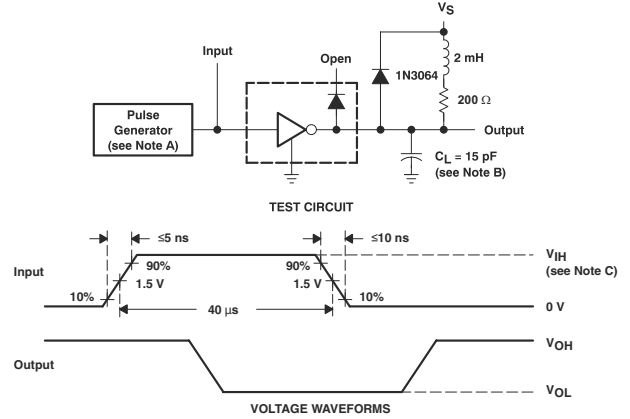 VS
Input
Open
2 mH
1N3064
200 Ω
Pulse
Generator
(see Note A)
Output
CL = 15 pF
(see Note B)
TEST CIRCUIT
≤5 ns
≤10 ns
VIH
(see Note C)
Input
90%
90%
1.5 V
1.5 V
10%
10%
40 μs
0 V
VOH
Output
VOL
VOLTAGE WAVEFORMS